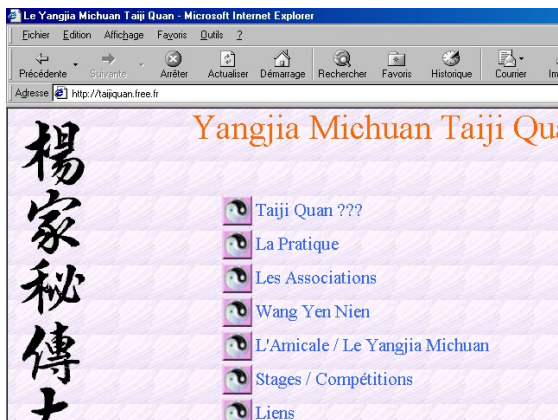 Le Yangjia Michuan Taiji Quan - Microsoft Internet Explorer
Fichier Edition Affichage Favoris Outils ?
Précédente Suivante Arrêter Actualiser Démarrage Rechercher Favoris Historique Courrier Im
Adresse http://taijiquan.free.fr
Yangjia Michuan Taiji Qu
楊家秘傳
Taiji Quan ???
La Pratique
Les Associations
Wang Yen Nien
L'Amicale / Le Yangjia Michuan
Stages / Compétitions
Liens